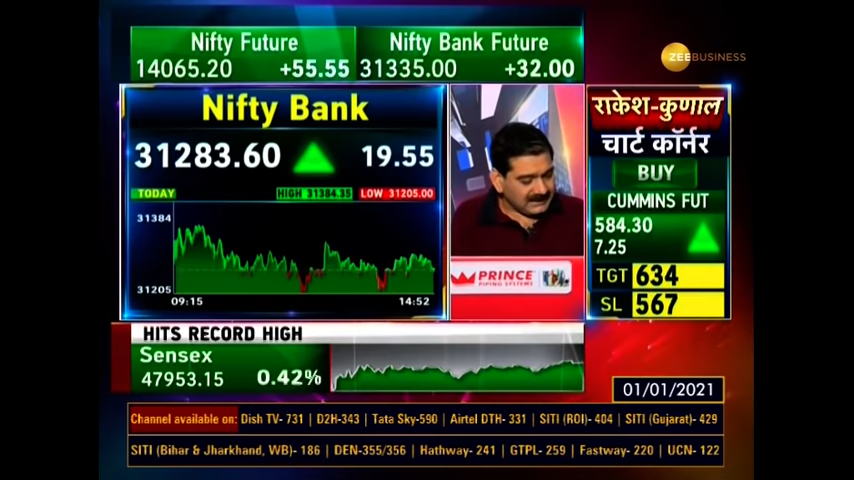 Nifty Future
14065.20 +55.55
Nifty Bank Future
31335.00 +32.00
ZEE BUSINESS
Nifty Bank
31283.60 19.55
TODAY HIGH 31384.35 LOW 31205.00
31384
31205
09:15 14:52
PRINCE
PIPING SYSTEMS
राकेश-कुणाल
चार्ट कॉर्नर
BUY
CUMMINS FUT
584.30
7.25
TGT 634
SL 567
HITS RECORD HIGH
Sensex
47953.15 0.42%
01/01/2021
Channel available on: Dish TV- 731 | D2H-343 | Tata Sky-590 | Airtel DTH- 331 | SITI (ROI)- 404 | SITI (Gujarat)- 429
SITI (Bihar & Jharkhand, WB)- 186 | DEN-355/356 | Hathway- 241 | GTPL- 259 | Fastway- 220 | UCN- 122